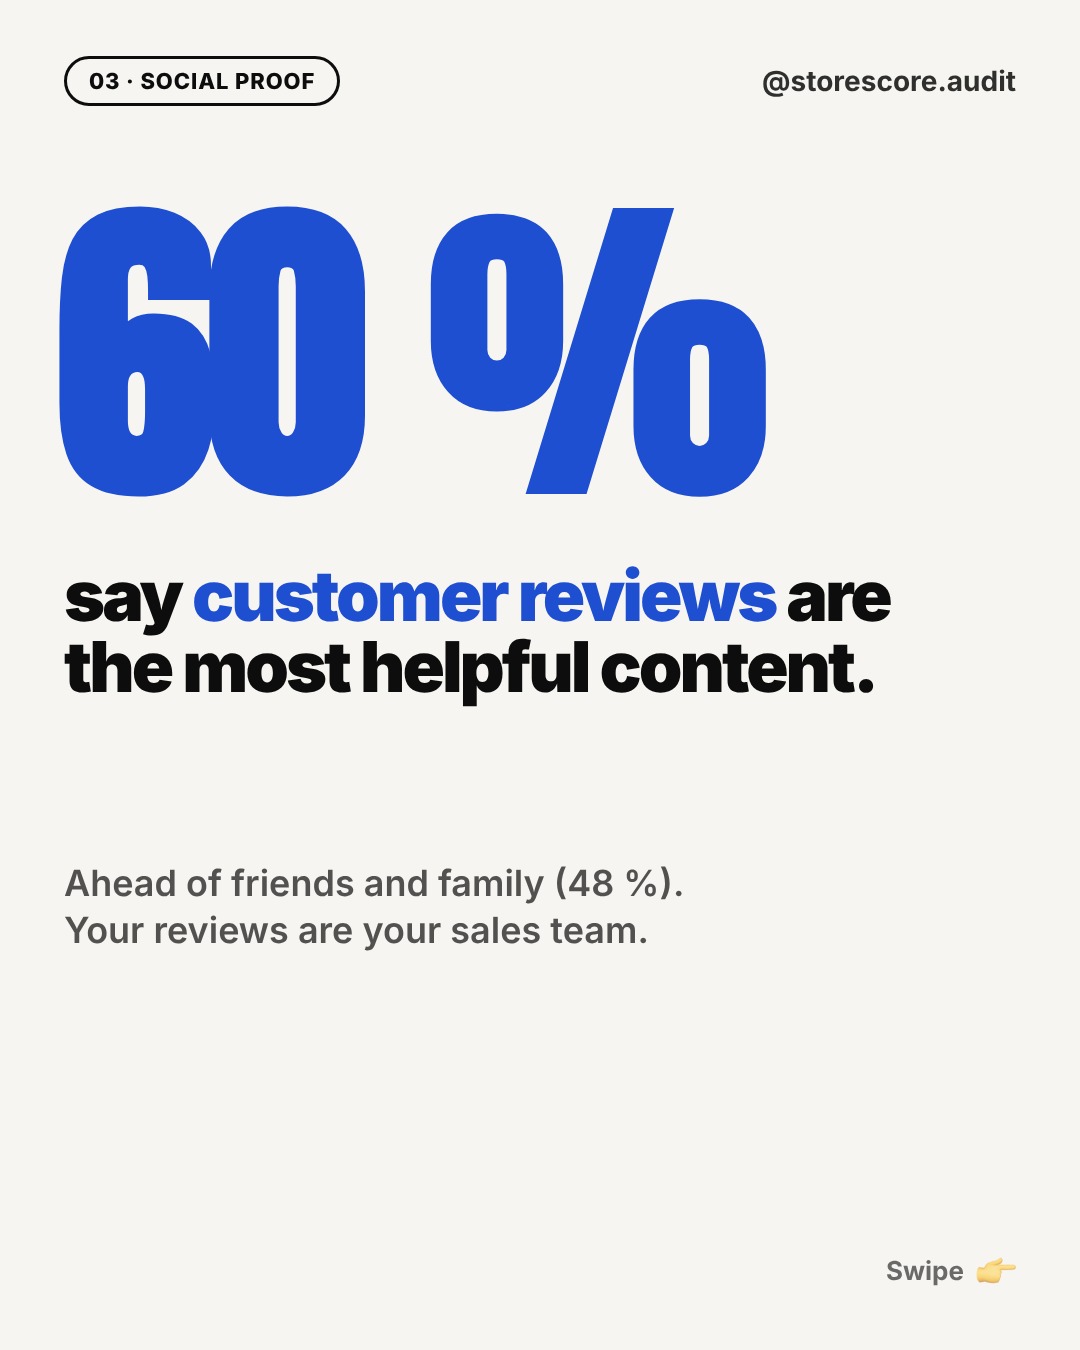 03 · SOCIAL PROOF
@storescore.audit
60 %
say customer reviews are
the most helpful content.
Ahead of friends and family (48 %).
Your reviews are your sales team.
Swipe 👉